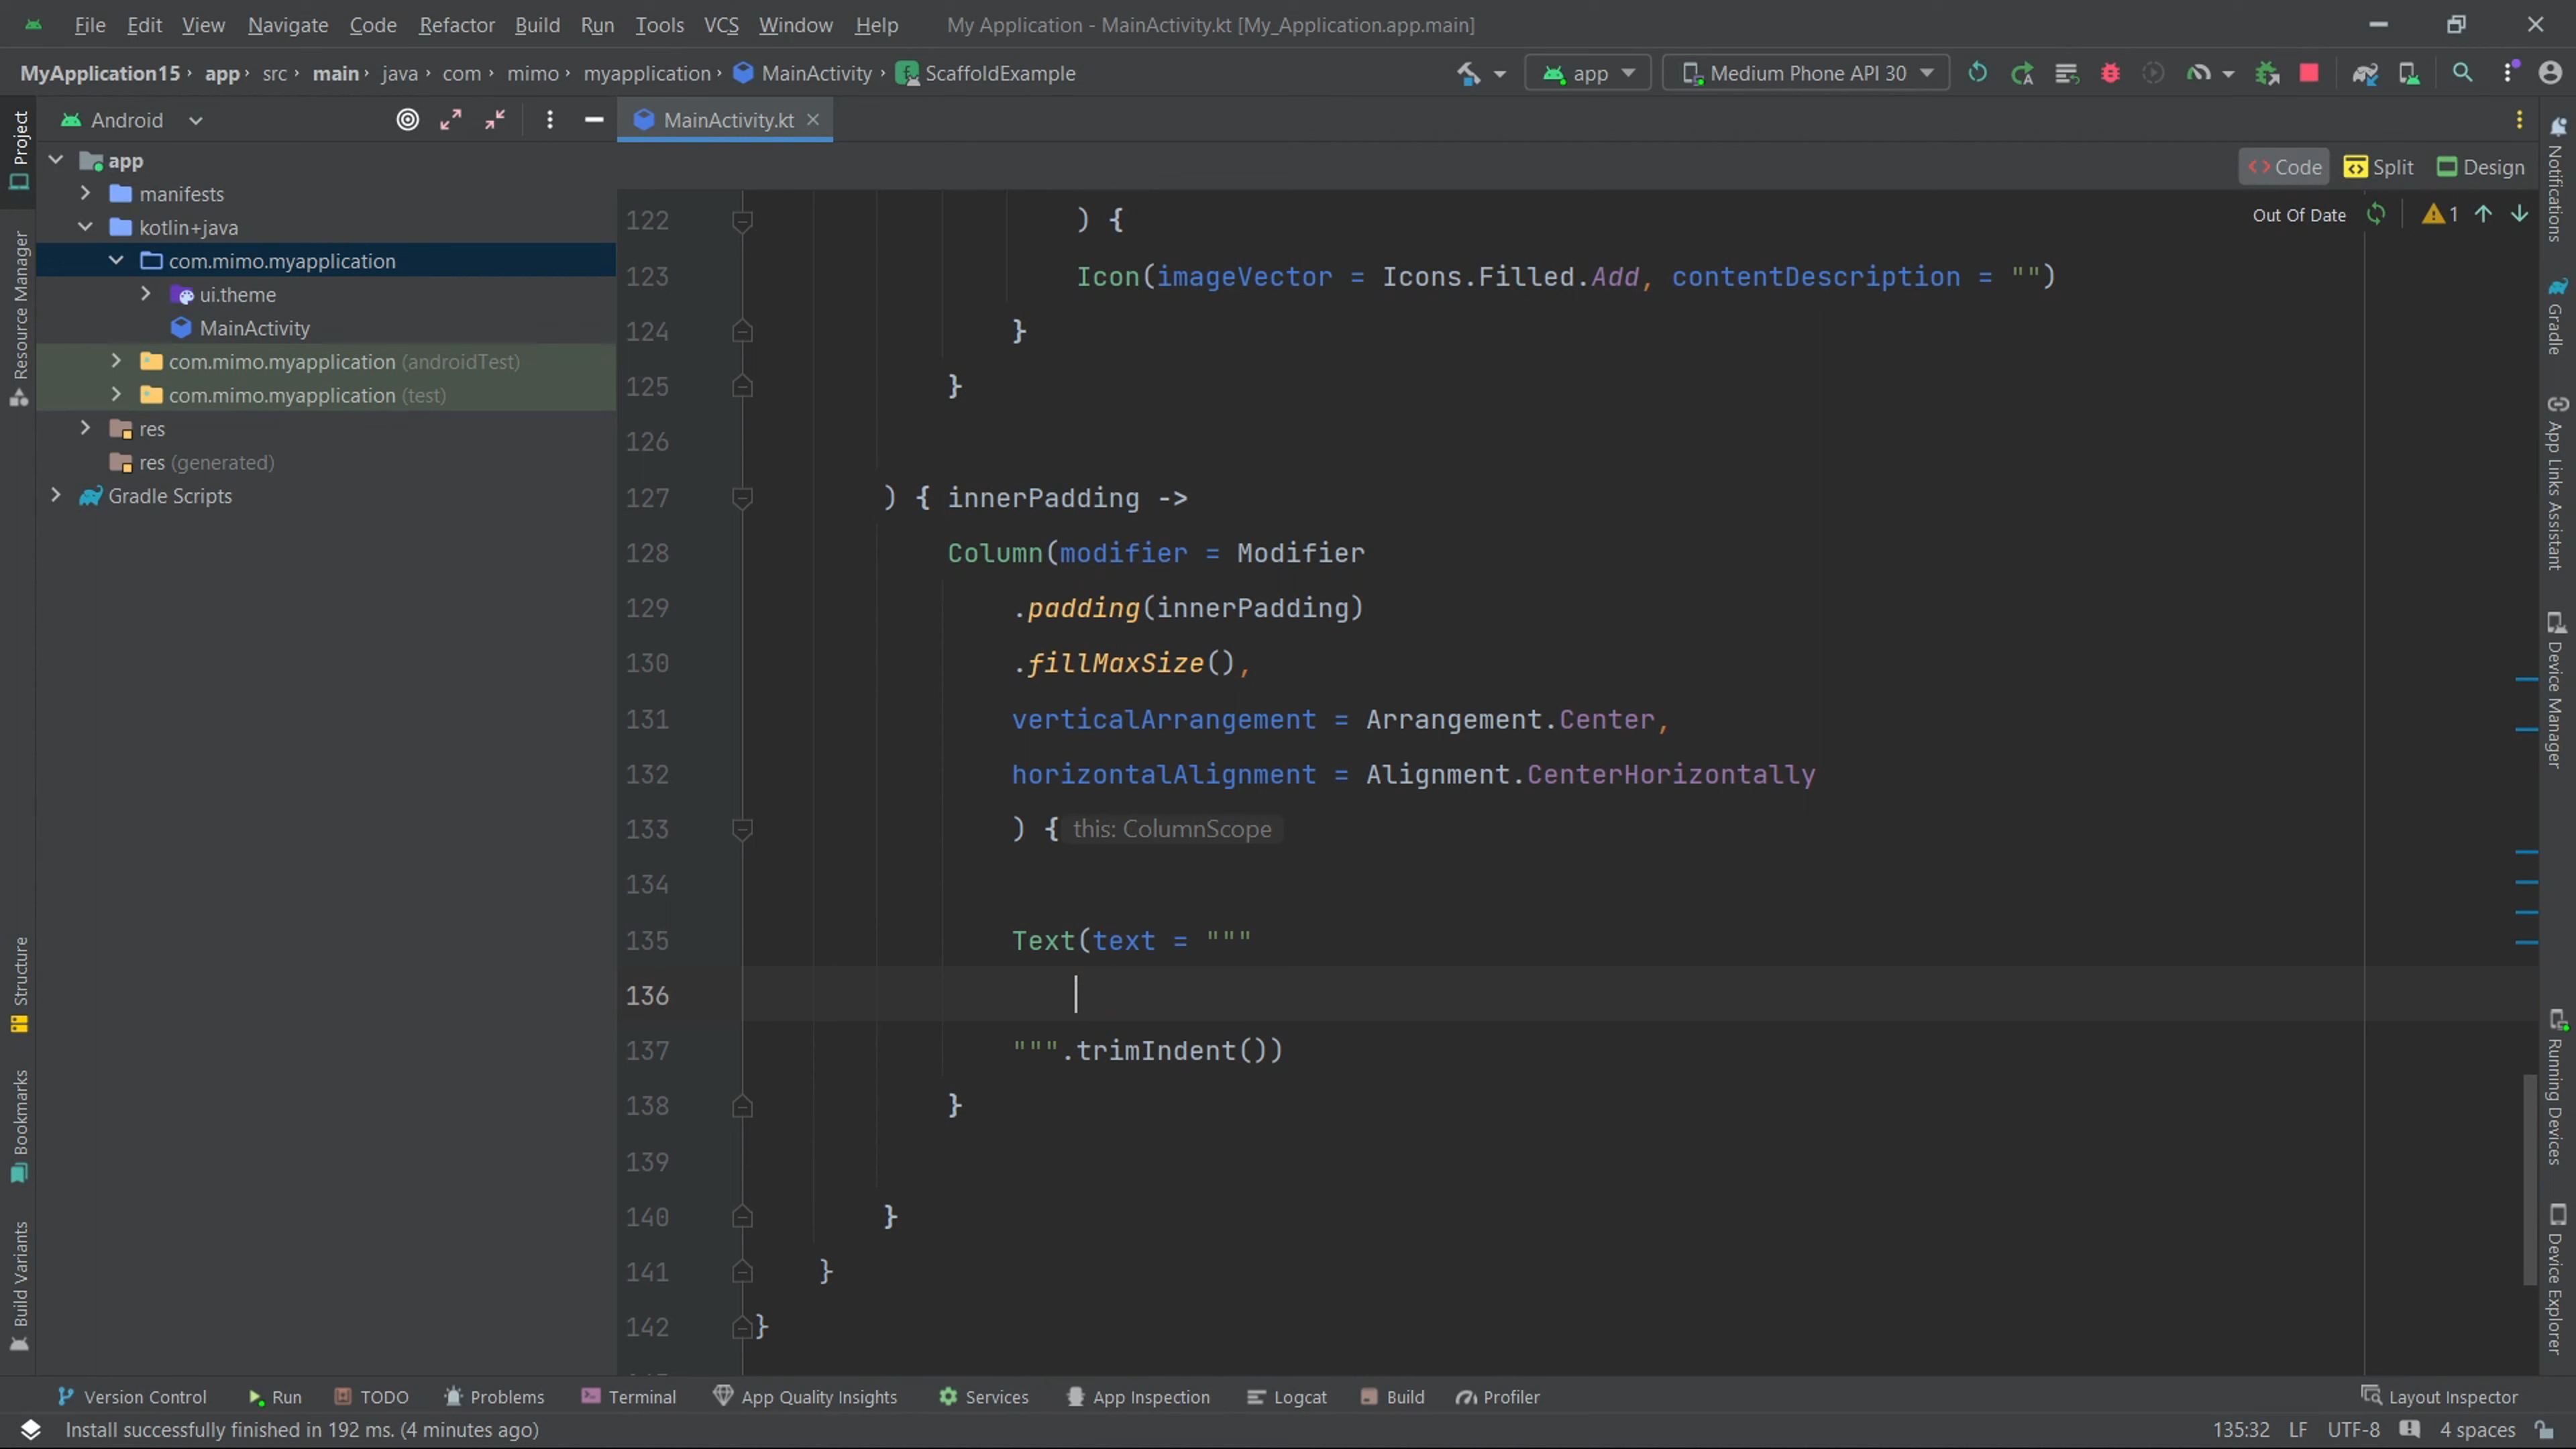 File Edit View Navigate Code Refactor Build Run Tools VCS Window Help My Application - MainActivity.kt [My_Application.app.main]
MyApplication15 › app › src › main › java › com › mimo › myapplication › MainActivity › ScaffoldExample app Medium Phone API 30
Android MainActivity.kt
Code Split Design
app
manifests
kotlin+java
com.mimo.myapplication
ui.theme
MainActivity
com.mimo.myapplication (androidTest)
com.mimo.myapplication (test)
res
res (generated)
Gradle Scripts
Out Of Date 1
122 ) {
123 Icon(imageVector = Icons.Filled.Add, contentDescription = "")
124 }
125 }
126
127 ) { innerPadding ->
128 Column(modifier = Modifier
129 .padding(innerPadding)
130 .fillMaxSize(),
131 verticalArrangement = Arrangement.Center,
132 horizontalAlignment = Alignment.CenterHorizontally
133 ) { this: ColumnScope
134
135 Text(text = """
136
137 """.trimIndent())
138 }
139
140 }
141 }
142 }
Project
Resource Manager
Structure
Bookmarks
Build Variants
Notifications
Gradle
App Links Assistant
Device Manager
Running Devices
Device Explorer
Version Control Run TODO Problems Terminal App Quality Insights Services App Inspection Logcat Build Profiler Layout Inspector
Install successfully finished in 192 ms. (4 minutes ago) 135:32 LF UTF-8 4 spaces